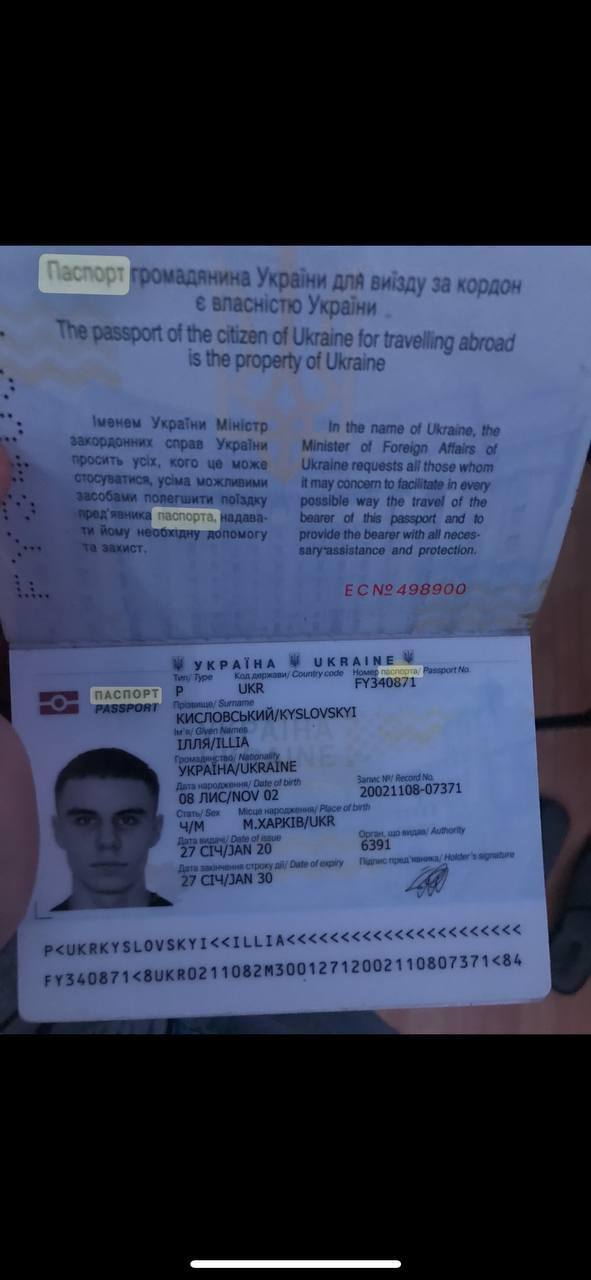 Паспорт громадянина України для виїзду за кордон
є власністю України
The passport of the citizen of Ukraine for travelling abroad
is the property of Ukraine
Іменем України Міністр
закордонних справ України
просить усіх, кого це може
стосуватися, усіма можливими
засобами полегшити поїздку
пред'явника паспорта, надава-
ти йому необхідну допомогу
та захист.
In the name of Ukraine, the
Minister of Foreign Affairs of
Ukraine requests all those whom
it may concern to facilitate in every
possible way the travel of the
bearer of this passport and to
provide the bearer with all neces-
sary assistance and protection.
ЕС№498900
УКРАЇНА UKRAINE
ПАСПОРТ
PASSPORT
Тип/ Type Код держави/ Country code Номер паспорта/ Passport No.
P UKR FY340871
Прізвище/ Surname
КИСЛОВСЬКИЙ/KYSLOVSKYI
Ім'я/ Given Names
ІЛЛЯ/ILLIA
Громадянство/ Nationality
УКРАЇНА/UKRAINE
Дата народження/ Date of birth Запис №/ Record No.
08 ЛИС/NOV 02 20021108-07371
Стать/ Sex Місце народження/ Place of birth
Ч/М М.ХАРКІВ/UKR
Дата видачі/ Date of issue Орган, що видав/ Authority
27 СІЧ/JAN 20 6391
Дата закінчення строку дії/ Date of expiry Підпис пред'явника/ Holder's signature
27 СІЧ/JAN 30
P<UKRKYSLOVSKYI<<ILLIA<<<<<<<<<<<<<<<<<<<<<<
FY340871<8UKR0211082M30012712002110807371<84